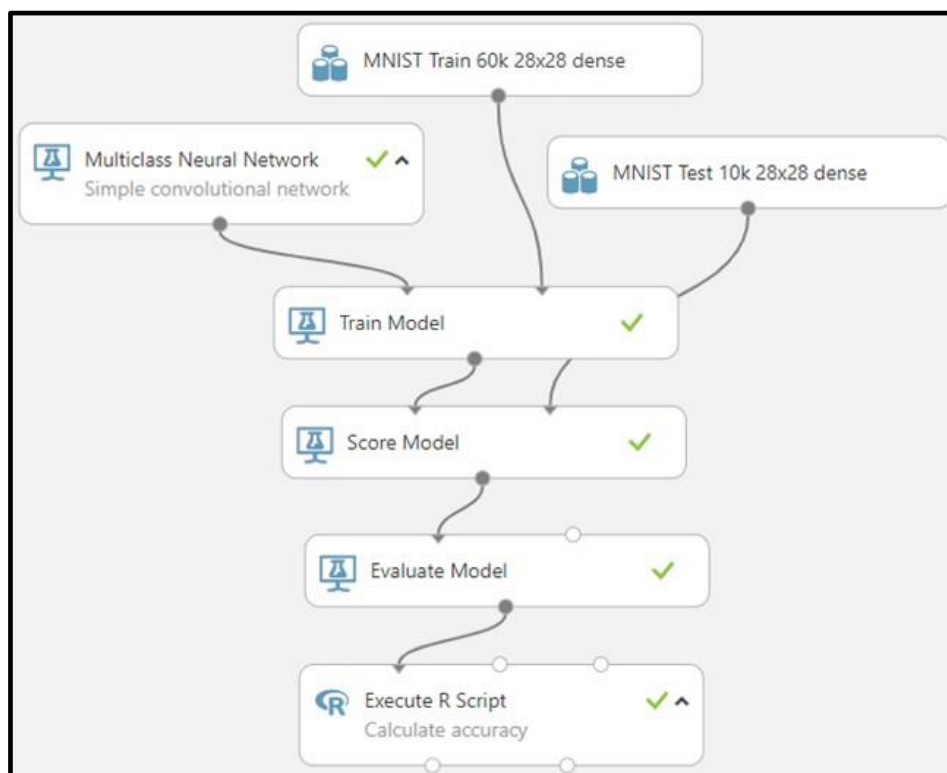 MNIST Train 60k 28x28 dense
Multiclass Neural Network
Simple convolutional network
MNIST Test 10k 28x28 dense
Train Model
Score Model
Evaluate Model
R Execute R Script
Calculate accuracy